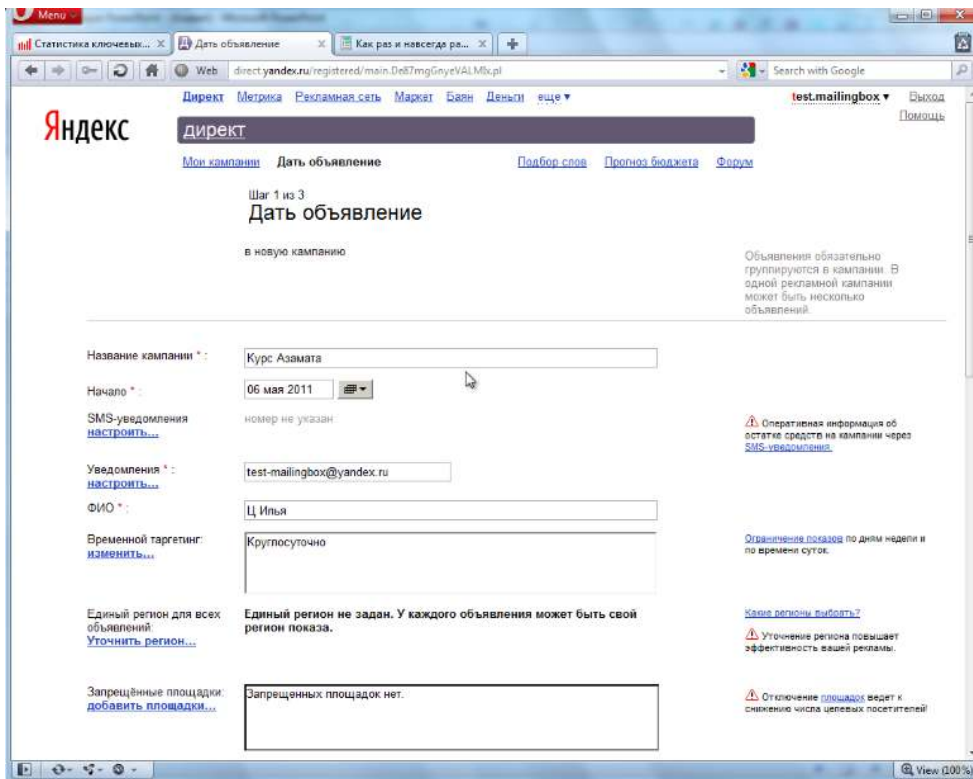 Menu
Статистика ключевых...
Дать объявление
Как раз и навсегда ра...
Web direct.yandex.ru/registered/main.De87mgGnyeVALMlx.pl
Search with Google
Директ Метрика Рекламная сеть Маркет Баян Деньги еще ▼
test.mailingbox ▼ Выход
Помощь
Яндекс
директ
Мои кампании Дать объявление Подбор слов Прогноз бюджета Форум
Шаг 1 из 3
Дать объявление
в новую кампанию
Объявления обязательно
группируются в кампании. В
одной рекламной кампании
может быть несколько
объявлений.
Название кампании * :
Курс Азамата
Начало * :
06 мая 2011
SMS-уведомления
настроить...
номер не указан
Оперативная информация об
остатке средств на кампании через
SMS-уведомления.
Уведомления * :
настроить...
test-mailingbox@yandex.ru
ФИО * :
Ц Илья
Временной таргетинг:
изменить...
Круглосуточно
Ограничение показов по дням недели и
по времени суток.
Единый регион для всех
объявлений:
Уточнить регион...
Единый регион не задан. У каждого объявления может быть свой
регион показа.
Какие регионы выбрать?
Уточнение региона повышает
эффективность вашей рекламы.
Запрещённые площадки:
добавить площадки...
Запрещенных площадок нет.
Отключение площадок ведет к
снижению числа целевых посетителей!
View (100%)